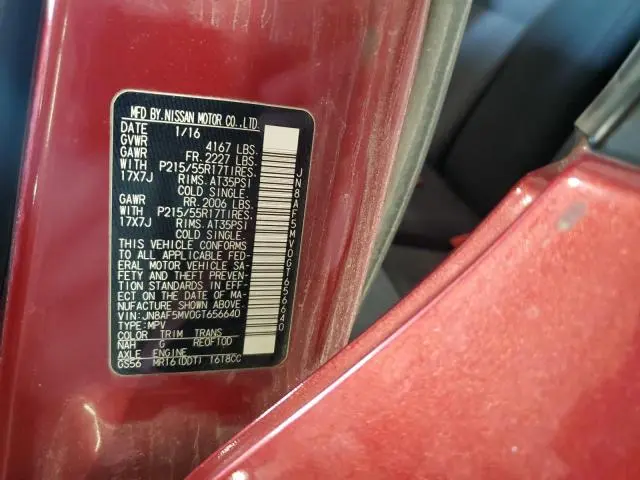 MFD BY.NISSAN MOTOR CO.,LTD.
DATE 1/16
GVWR 4167 LBS.
GAWR FR. 2227 LBS.
WITH P215/55R17TIRES.
17X7J RIMS. AT35PSI
COLD SINGLE.
GAWR RR. 2006 LBS.
WITH P215/55R17TIRES.
17X7J RIMS. AT35PSI
COLD SINGLE.
THIS VEHICLE CONFORMS
TO ALL APPLICABLE FED-
ERAL MOTOR VEHICLE SA-
FETY AND THEFT PREVEN-
TION STANDARDS IN EFF-
ECT ON THE DATE OF MA-
NUFACTURE SHOWN ABOVE.
VIN: JN8AF5MV0GT656640
TYPE: MPV
COLOR TRIM TRANS
NAH G RE0F10D
AXLE ENGINE
GS56 MR16(DDT) 1618CC
JN8AF5MV0GT656640